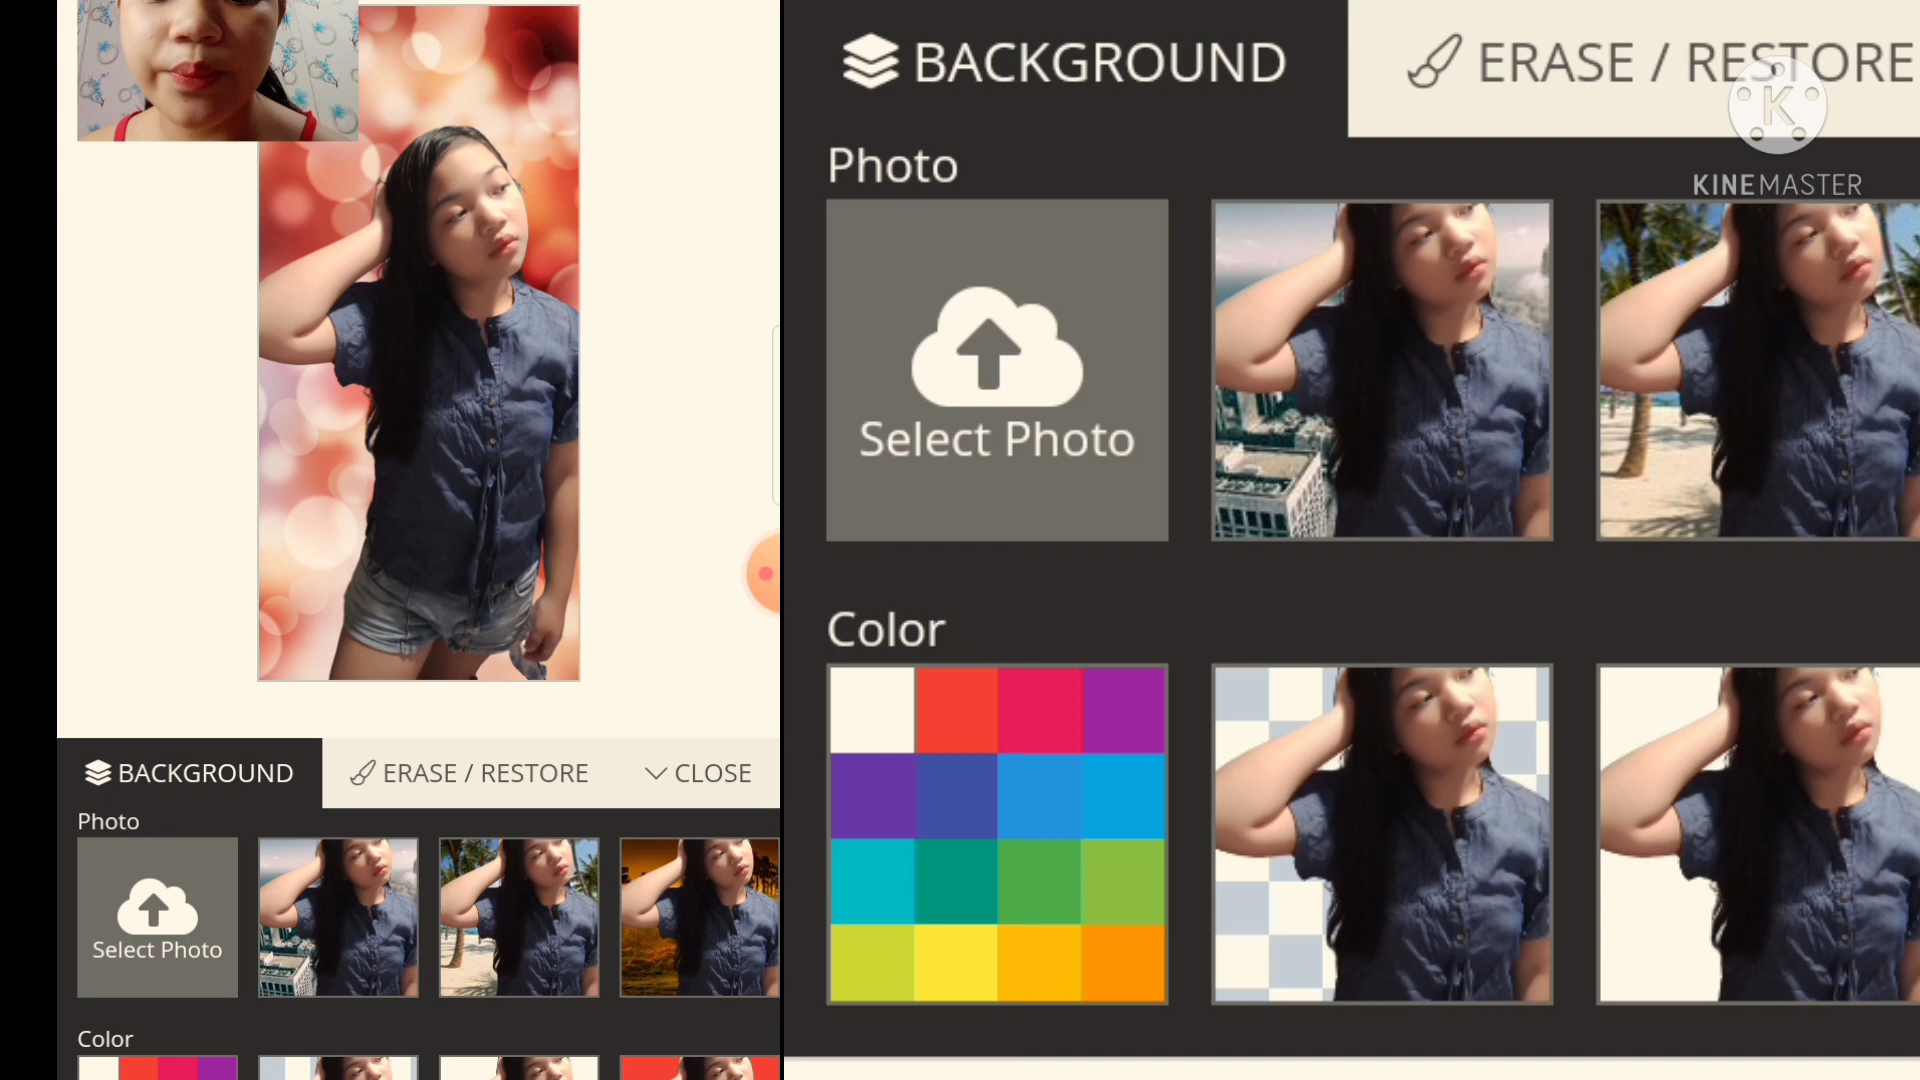 BACKGROUND
ERASE / RESTORE
CLOSE
Photo
Select Photo
Color
BACKGROUND
ERASE / RESTORE
K
KINEMASTER
Photo
Select Photo
Color